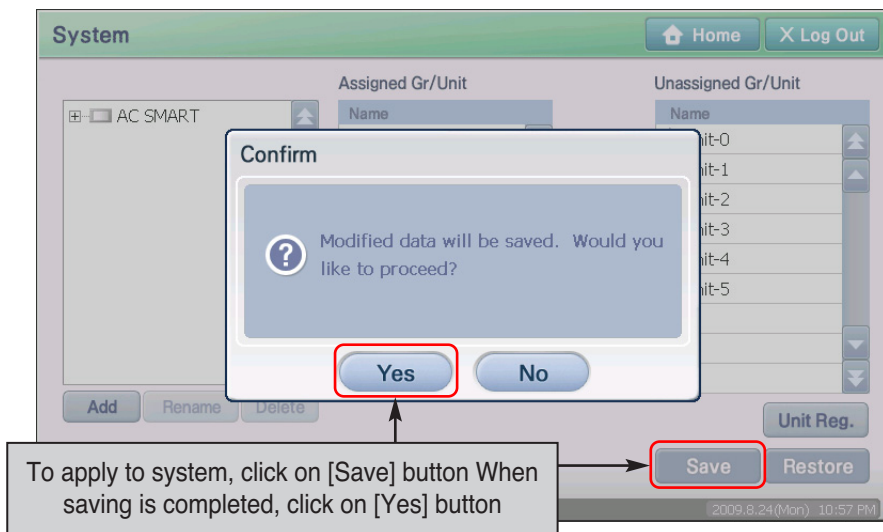 System
Home
X Log Out
Assigned Gr/Unit
Unassigned Gr/Unit
AC SMART
Name
Name
Confirm
Modified data will be saved. Would you
like to proceed?
?
Yes
No
nit-0
nit-1
nit-2
nit-3
nit-4
nit-5
Add
Rename
Delete
Unit Reg.
To apply to system, click on [Save] button When
saving is completed, click on [Yes] button
Save
Restore
2009.8.24(Mon) 10:57 PM